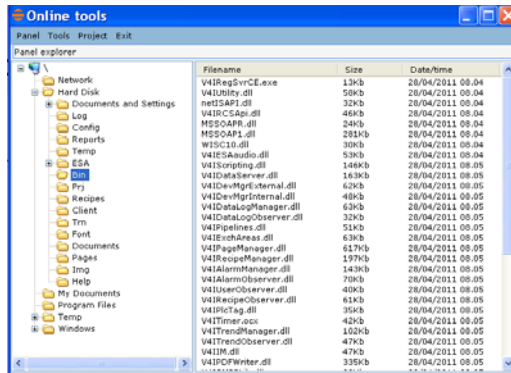 Online tools
Panel Tools Project Exit
Panel explorer
\
Network
Hard Disk
Documents and Settings
Log
Config
Reports
Temp
ESA
Bin
Prj
Recipes
Client
Trn
Font
Documents
Pages
Img
Help
My Documents
Program Files
Temp
Windows
Filename Size Date/time
V4IRegSvrCE.exe 13Kb 28/04/2011 08.04
V4IUtility.dll 58Kb 28/04/2011 08.04
netISAPI.dll 32Kb 28/04/2011 08.04
V4IRCSApi.dll 46Kb 28/04/2011 08.04
MSSOAPR.dll 24Kb 28/04/2011 08.04
MSSOAP1.dll 281Kb 28/04/2011 08.04
WISC10.dll 30Kb 28/04/2011 08.04
V4IESAaudio.dll 53Kb 28/04/2011 08.04
V4IScripting.dll 146Kb 28/04/2011 08.05
V4IDataServer.dll 163Kb 28/04/2011 08.05
V4IDevMgrExternal.dll 62Kb 28/04/2011 08.05
V4IDevMgrInternal.dll 48Kb 28/04/2011 08.05
V4IDataLogManager.dll 63Kb 28/04/2011 08.05
V4IDataLogObserver.dll 32Kb 28/04/2011 08.05
V4IPipelines.dll 51Kb 28/04/2011 08.05
V4IExchAreas.dll 63Kb 28/04/2011 08.05
V4IPageManager.dll 617Kb 28/04/2011 08.05
V4IRecipeManager.dll 197Kb 28/04/2011 08.05
V4IAlarmManager.dll 143Kb 28/04/2011 08.05
V4IAlarmObserver.dll 70Kb 28/04/2011 08.05
V4IUserObserver.dll 40Kb 28/04/2011 08.05
V4IRecipeObserver.dll 61Kb 28/04/2011 08.05
V4IPlcTag.dll 35Kb 28/04/2011 08.05
V4ITimer.ocx 42Kb 28/04/2011 08.05
V4ITrendManager.dll 102Kb 28/04/2011 08.05
V4ITrendObserver.dll 47Kb 28/04/2011 08.05
V4IIM.dll 47Kb 28/04/2011 08.05
V4IPDFWriter.dll 335Kb 28/04/2011 08.05